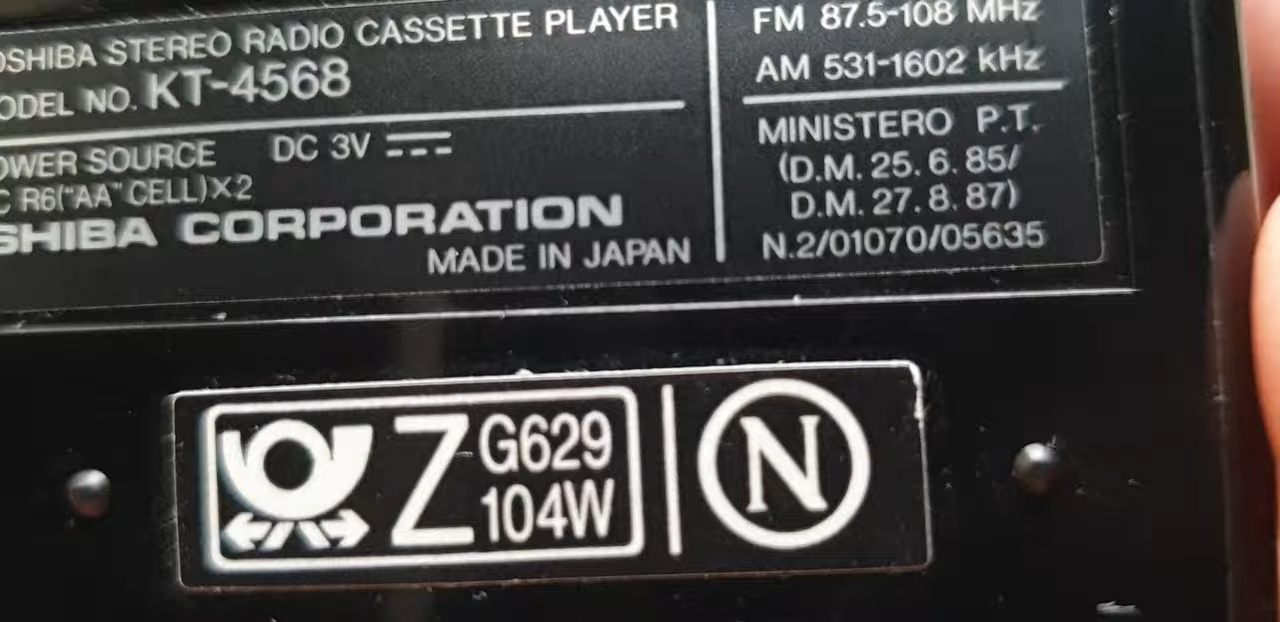 OSHIBA STEREO RADIO CASSETTE PLAYER
ODEL NO. KT-4568
OWER SOURCE DC 3V
C R6("AA" CELL)×2
SHIBA CORPORATION
MADE IN JAPAN
FM 87.5-108 MHz
AM 531-1602 kHz
MINISTERO P.T.
(D.M. 25.6.85/
D.M. 27.8.87)
N.2/01070/05635
Z G629
104W
N